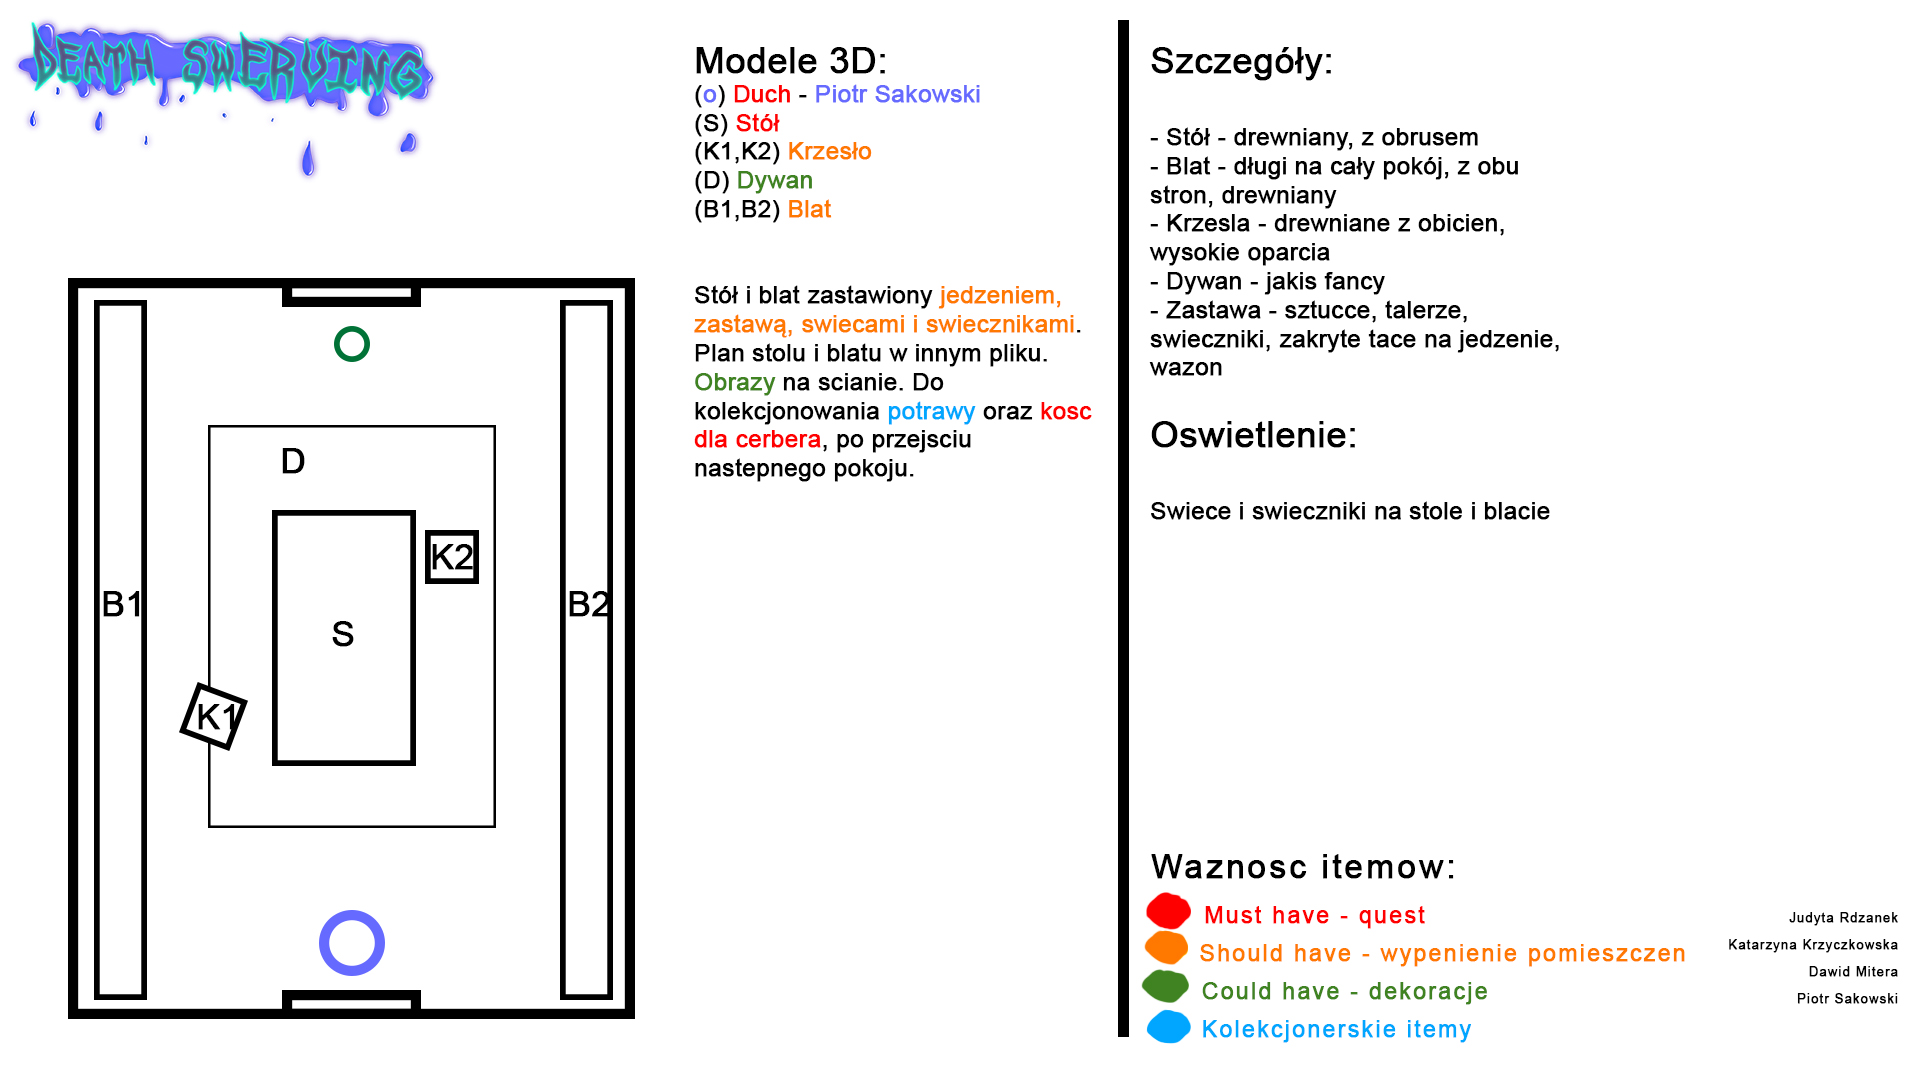 DEATH SWERVING
Modele 3D:
(o) Duch - Piotr Sakowski
(S) Stół
(K1,K2) Krzesło
(D) Dywan
(B1,B2) Blat
Stół i blat zastawiony jedzeniem,
zastawą, swiecami i swiecznikami.
Plan stolu i blatu w innym pliku.
Obrazy na scianie. Do
kolekcjonowania potrawy oraz kosc
dla cerbera, po przejsciu
nastepnego pokoju.
D
K2
B1
B2
S
K1
Szczegóły:
- Stół - drewniany, z obrusem
- Blat - długi na cały pokój, z obu
stron, drewniany
- Krzesla - drewniane z obicien,
wysokie oparcia
- Dywan - jakis fancy
- Zastawa - sztucce, talerze,
swieczniki, zakryte tace na jedzenie,
wazon
Oswietlenie:
Swiece i swieczniki na stole i blacie
Waznosc itemow:
Must have - quest
Should have - wypenienie pomieszczen
Could have - dekoracje
Kolekcjonerskie itemy
Judyta Rdzanek
Katarzyna Krzyczkowska
Dawid Mitera
Piotr Sakowski